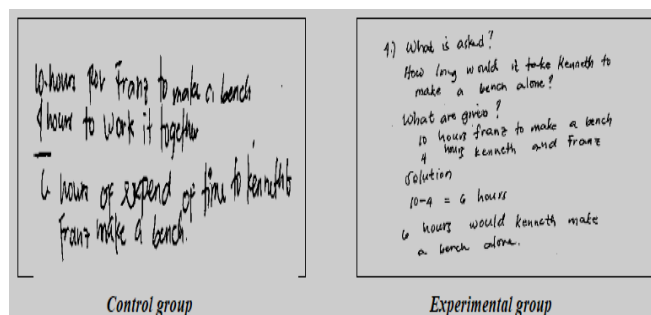 10 hours for Franz to make a bench
4 hours to work it together
6 hours of expend of time to kenneth &
Franz make a bench.
Control group
1.) What is asked?
How long would it take Kenneth to
make a bench alone?
What are given?
10 hours franz to make a bench
4 hours kenneth and Franz
Solution
10-4 = 6 hours
6 hours would kenneth make
a bench alone.
Experimental group